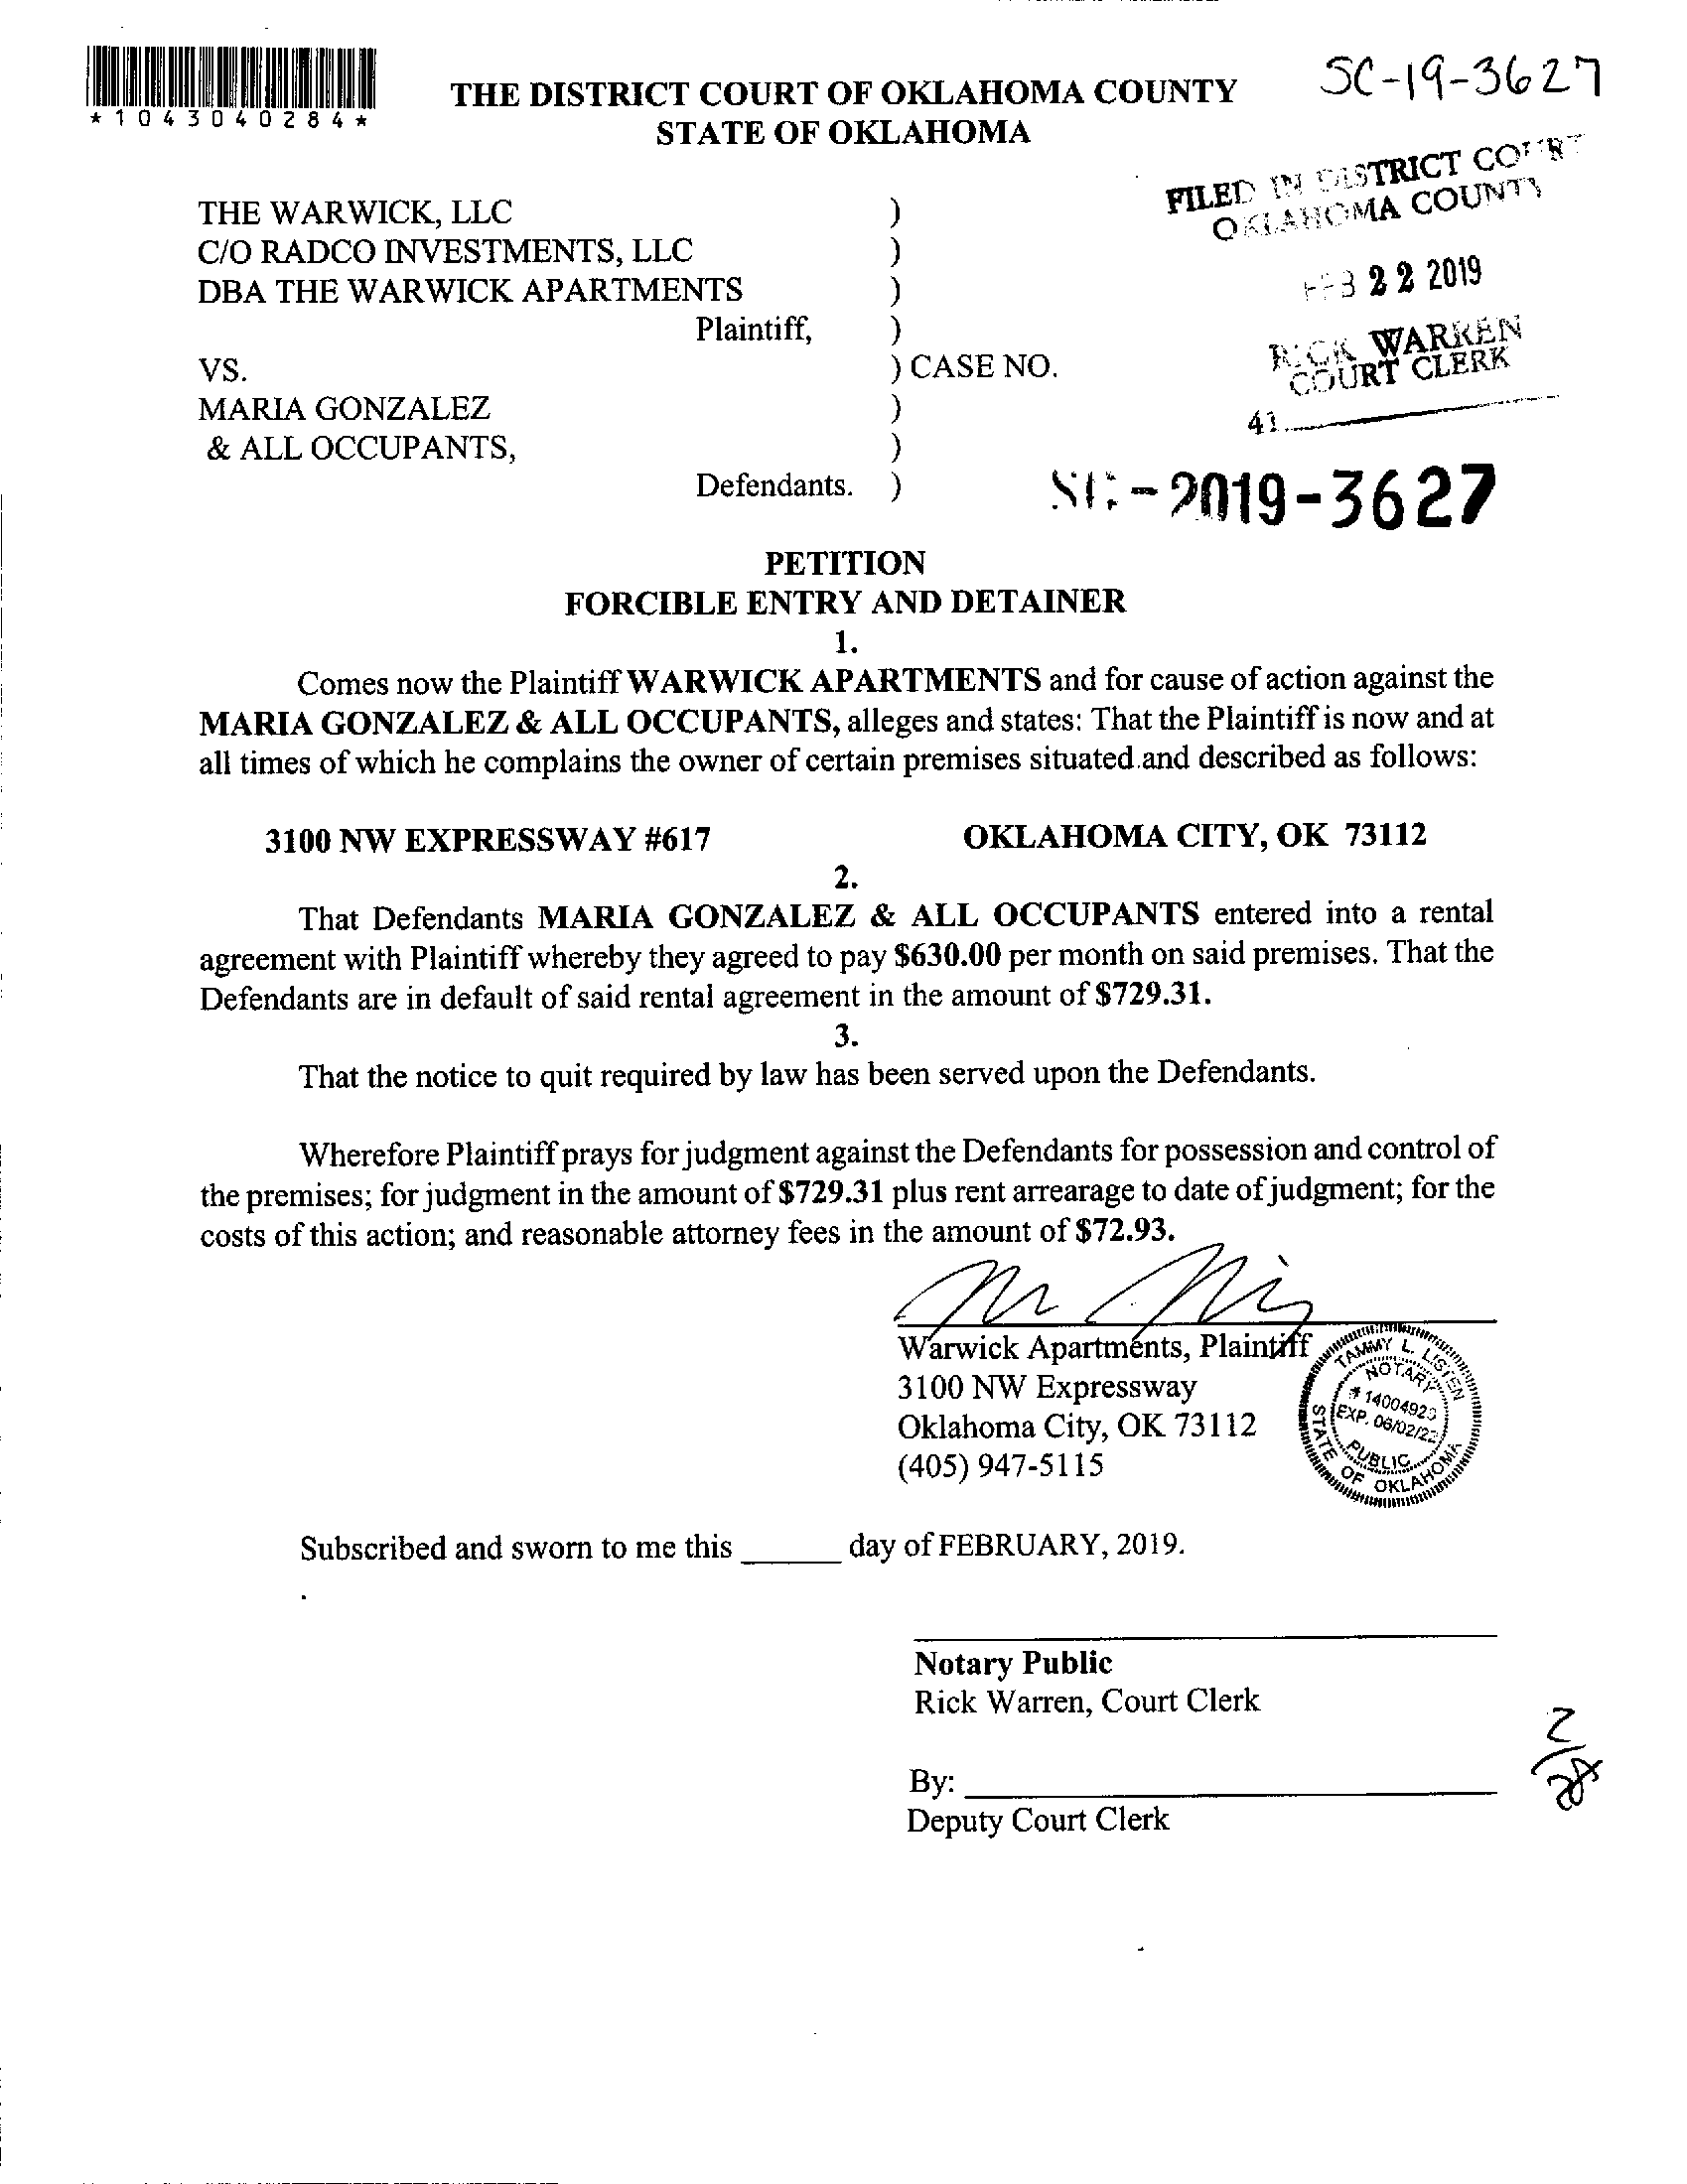 *1043040284*
THE DISTRICT COURT OF OKLAHOMA COUNTY
STATE OF OKLAHOMA
SC-19-3627
FILED IN DISTRICT COURT
OKLAHOMA COUNTY
FEB 22 2019
RICK WARREN
COURT CLERK
41
THE WARWICK, LLC )
C/O RADCO INVESTMENTS, LLC )
DBA THE WARWICK APARTMENTS )
Plaintiff, )
VS. ) CASE NO.
MARIA GONZALEZ )
& ALL OCCUPANTS, )
Defendants. )
SC-2019-3627
PETITION
FORCIBLE ENTRY AND DETAINER
1.
Comes now the Plaintiff WARWICK APARTMENTS and for cause of action against the
MARIA GONZALEZ & ALL OCCUPANTS, alleges and states: That the Plaintiff is now and at
all times of which he complains the owner of certain premises situated and described as follows:
3100 NW EXPRESSWAY #617 OKLAHOMA CITY, OK 73112
2.
That Defendants MARIA GONZALEZ & ALL OCCUPANTS entered into a rental
agreement with Plaintiff whereby they agreed to pay $630.00 per month on said premises. That the
Defendants are in default of said rental agreement in the amount of $729.31.
3.
That the notice to quit required by law has been served upon the Defendants.
Wherefore Plaintiff prays for judgment against the Defendants for possession and control of
the premises; for judgment in the amount of $729.31 plus rent arrearage to date of judgment; for the
costs of this action; and reasonable attorney fees in the amount of $72.93.
Warwick Apartments, Plaintiff
3100 NW Expressway
Oklahoma City, OK 73112
(405) 947-5115
TAMMY L. LISTEN
NOTARY
EXP. 06/02/22
PUBLIC
STATE OF OKLAHOMA
Subscribed and sworn to me this ______ day of FEBRUARY, 2019.
Notary Public
Rick Warren, Court Clerk
By:
Deputy Court Clerk
2/28